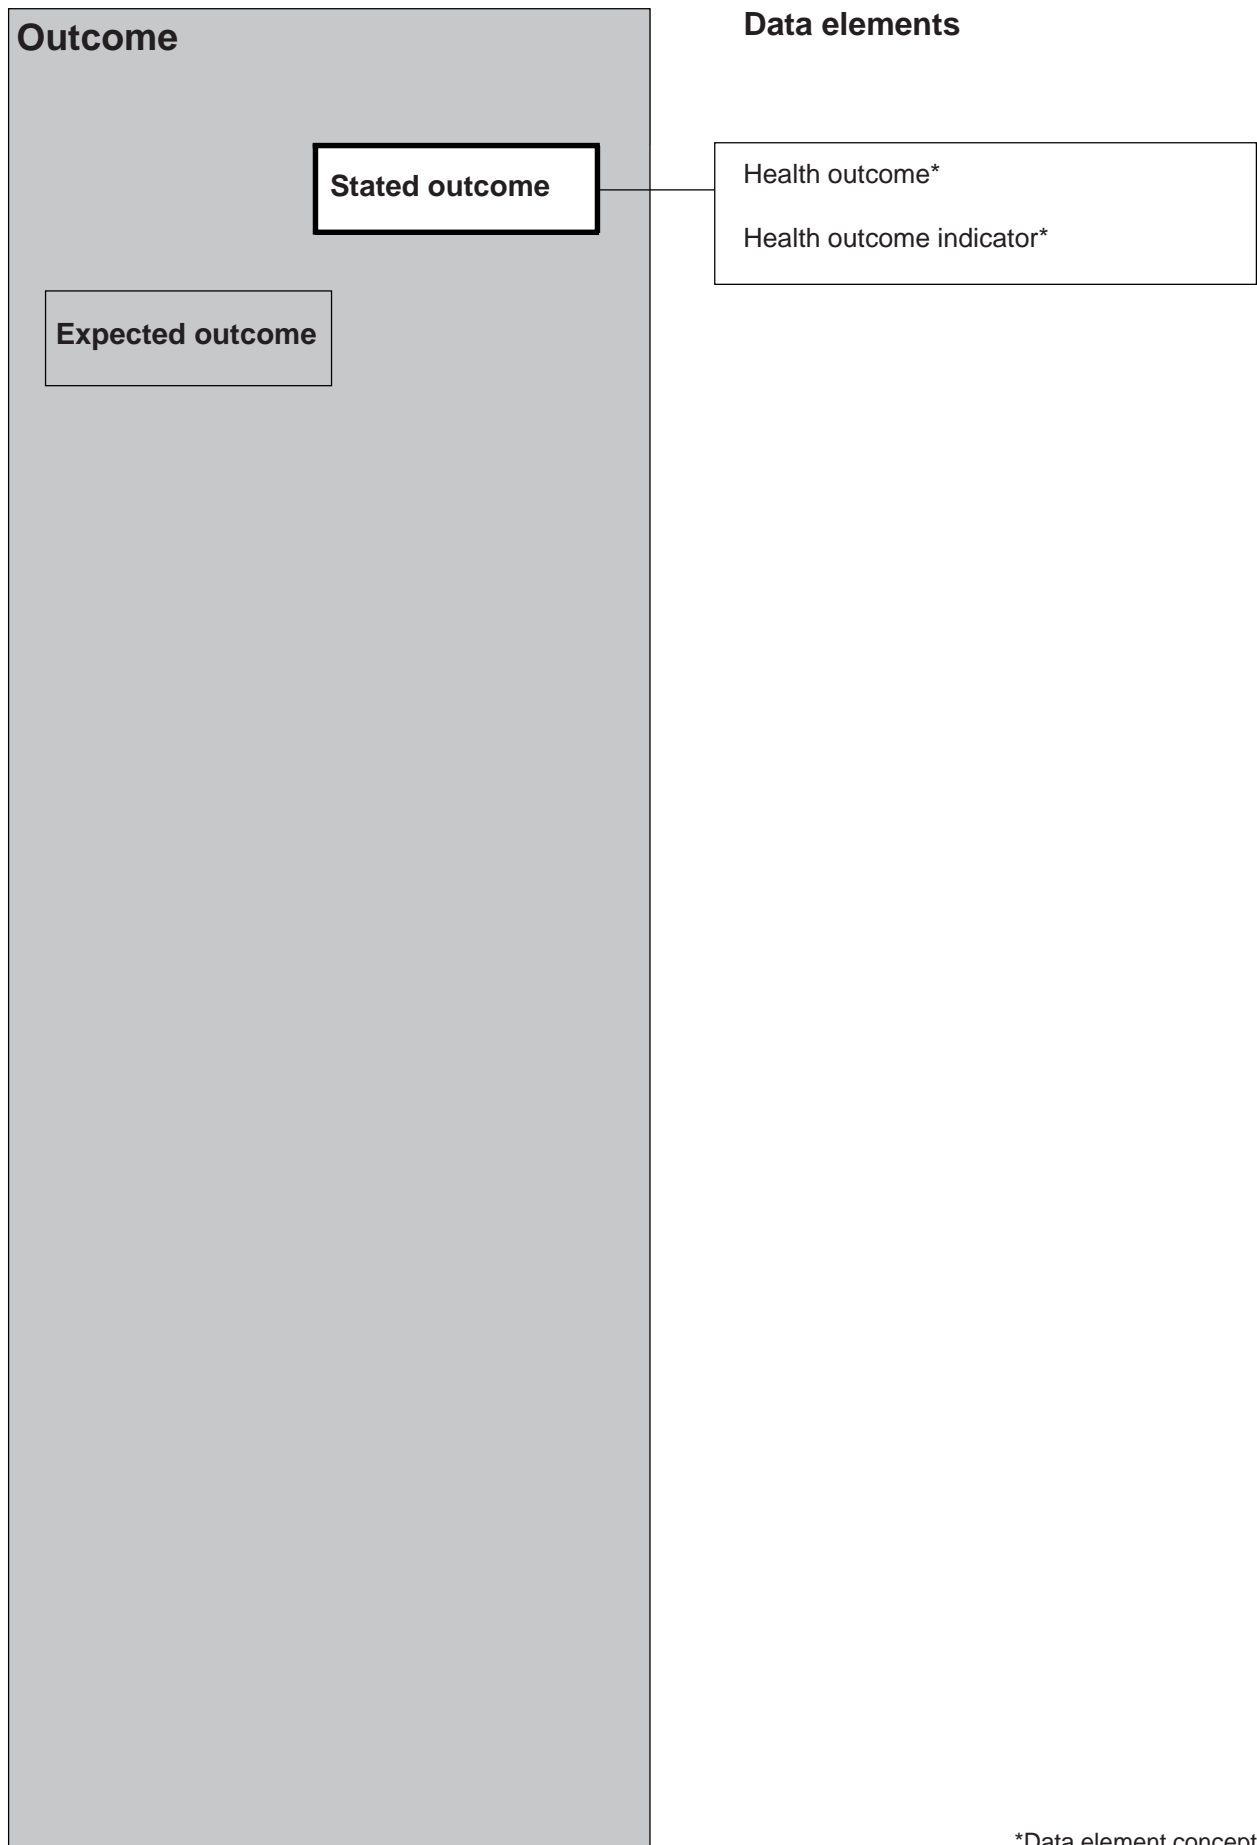 Outcome
Data elements
Stated outcome
Health outcome*
Health outcome indicator*
Expected outcome
*Data element concept